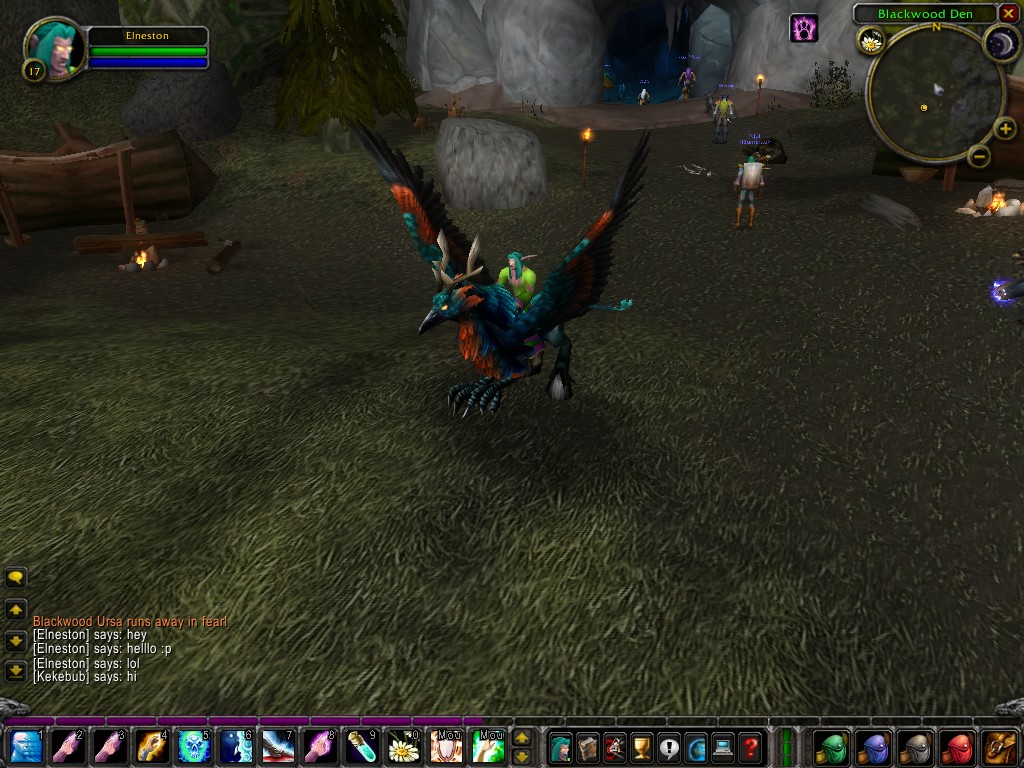 Elneston
17
Blackwood Den
N
Blackwood Ursa runs away in fear!
[Elneston] says: hey
[Elneston] says: helllo :p
[Elneston] says: lol
[Kekebub] says: hi
1 2 3 4 5 6 7 8 9 0 Mou Mou